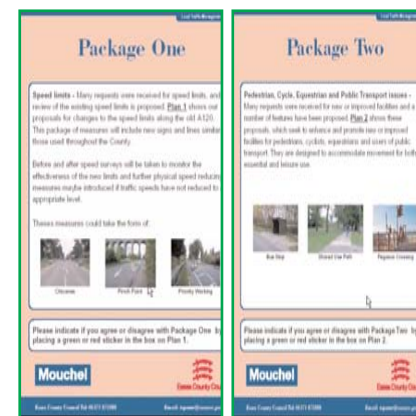 Local Traffic Management
Package One
Speed limits - Many requests were received for speed limits, and
review of the existing speed limits is proposed. Plan 1 shows our
proposals for changes to the speed limits along the old A120.
This package of measures will include new signs and lines similar
those used throughout the County.
Before and after speed surveys will be taken to monitor the
effectiveness of the new limits and further physical speed reducing
measures maybe introduced if traffic speeds have not reduced to
appropriate level.
Theses measures could take the form of:
Chicanes
Pinch Point
Priority Working
Please indicate if you agree or disagree with Package One by
placing a green or red sticker in the box on Plan 1.
Mouchel
Essex County Cou
Local Traffic Manage
Package Two
Pedestrian, Cycle, Equestrian and Public Transport issues -
Many requests were received for new or improved facilities and a
number of features have been proposed. Plan 2 shows these
proposals, which seek to enhance and promote new or improved
facilities for pedestrians, cyclists, equestrians and users of public
transport. They are designed to accommodate movement for both
essential and leisure use.
Bus Stop
Shared Use Path
Pegasus Crossing
Please indicate if you agree or disagree with Package Two by
placing a green or red sticker in the box on Plan 2.
Mouchel
Essex County Cou